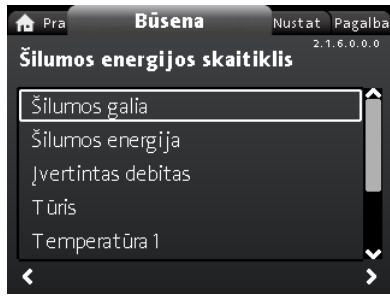 Pra Būsena Nustat Pagalba
2.1.6.0.0.0
Šilumos energijos skaitiklis
Šilumos galia
Šilumos energija
Įvertintas debitas
Tūris
Temperatūra 1